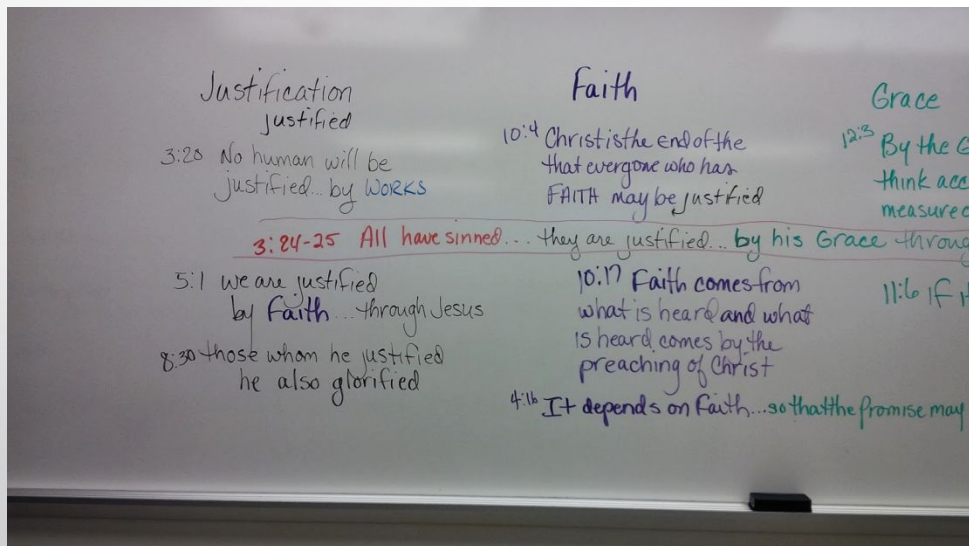 Justification
justified
3:20 No human will be
justified... by WORKS
Faith
10:4 Christ is the end of the
that everyone who has
FAITH may be justified
Grace
12:3 By the G
think acc
measure o
3:24-25 All have sinned... they are justified... by his Grace throug
5:1 we are justified
by Faith... through Jesus
8:30 those whom he justified
he also glorified
10:17 Faith comes from
what is heard and what
is heard comes by the
preaching of Christ
4:16 It depends on Faith...so that the Promise may
11:6 if it